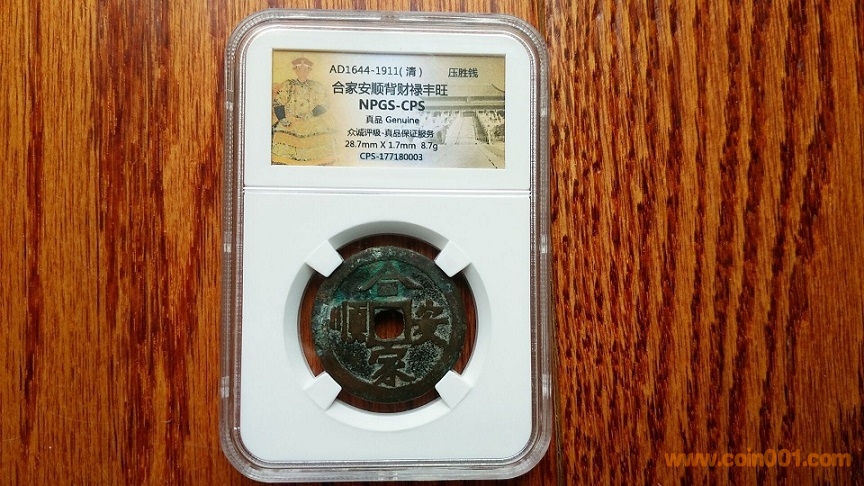 AD1644-1911(清) 压胜钱
合家安顺背财禄丰旺
NPGS-CPS
真品 Genuine
众诚评级-真品保证服务
28.7mm X 1.7mm 8.7g
CPS-177180003
合
順 安
家
www.coin001.com